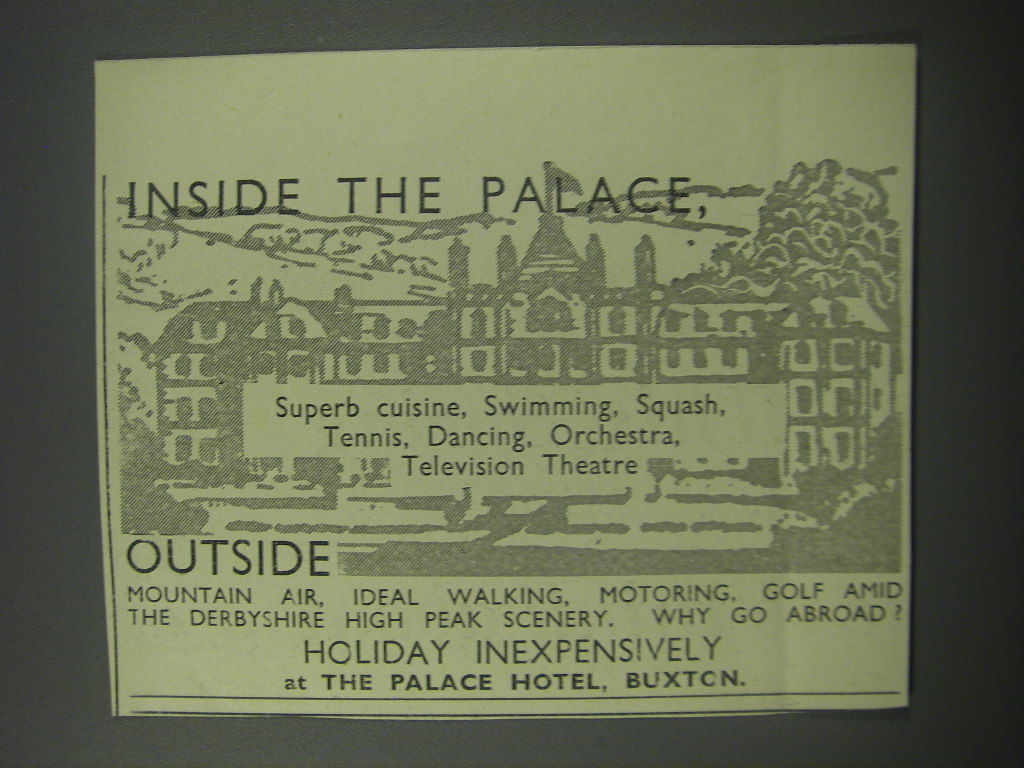 INSIDE THE PALACE,
Superb cuisine, Swimming, Squash,
Tennis, Dancing, Orchestra,
Television Theatre
OUTSIDE
MOUNTAIN AIR, IDEAL WALKING, MOTORING, GOLF AMID
THE DERBYSHIRE HIGH PEAK SCENERY. WHY GO ABROAD?
HOLIDAY INEXPENSIVELY
at THE PALACE HOTEL, BUXTON.